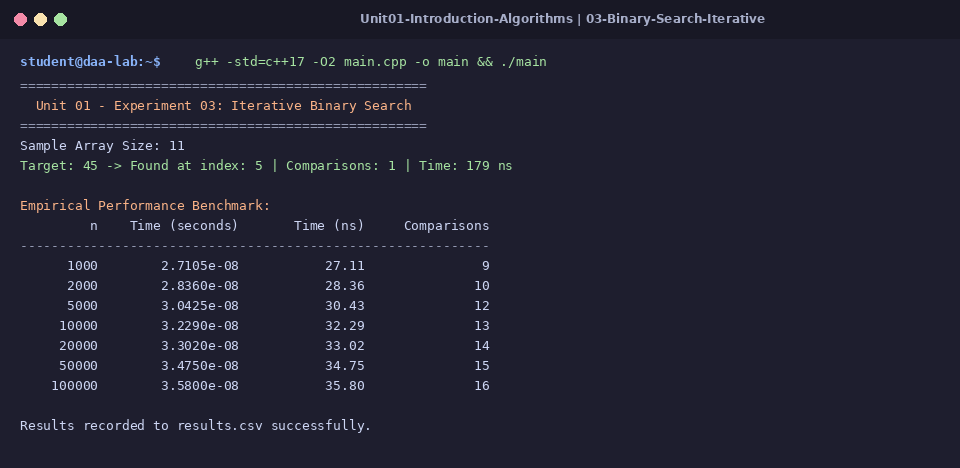 Unit01-Introduction-Algorithms | 03-Binary-Search-Iterative
student@daa-lab:~$ g++ -std=c++17 -O2 main.cpp -o main && ./main
====================================================
Unit 01 - Experiment 03: Iterative Binary Search
====================================================
Sample Array Size: 11
Target: 45 -> Found at index: 5 | Comparisons: 1 | Time: 179 ns
Empirical Performance Benchmark:
n Time (seconds) Time (ns) Comparisons
------------------------------------------------------------
1000 2.7105e-08 27.11 9
2000 2.8360e-08 28.36 10
5000 3.0425e-08 30.43 12
10000 3.2290e-08 32.29 13
20000 3.3020e-08 33.02 14
50000 3.4750e-08 34.75 15
100000 3.5800e-08 35.80 16
Results recorded to results.csv successfully.